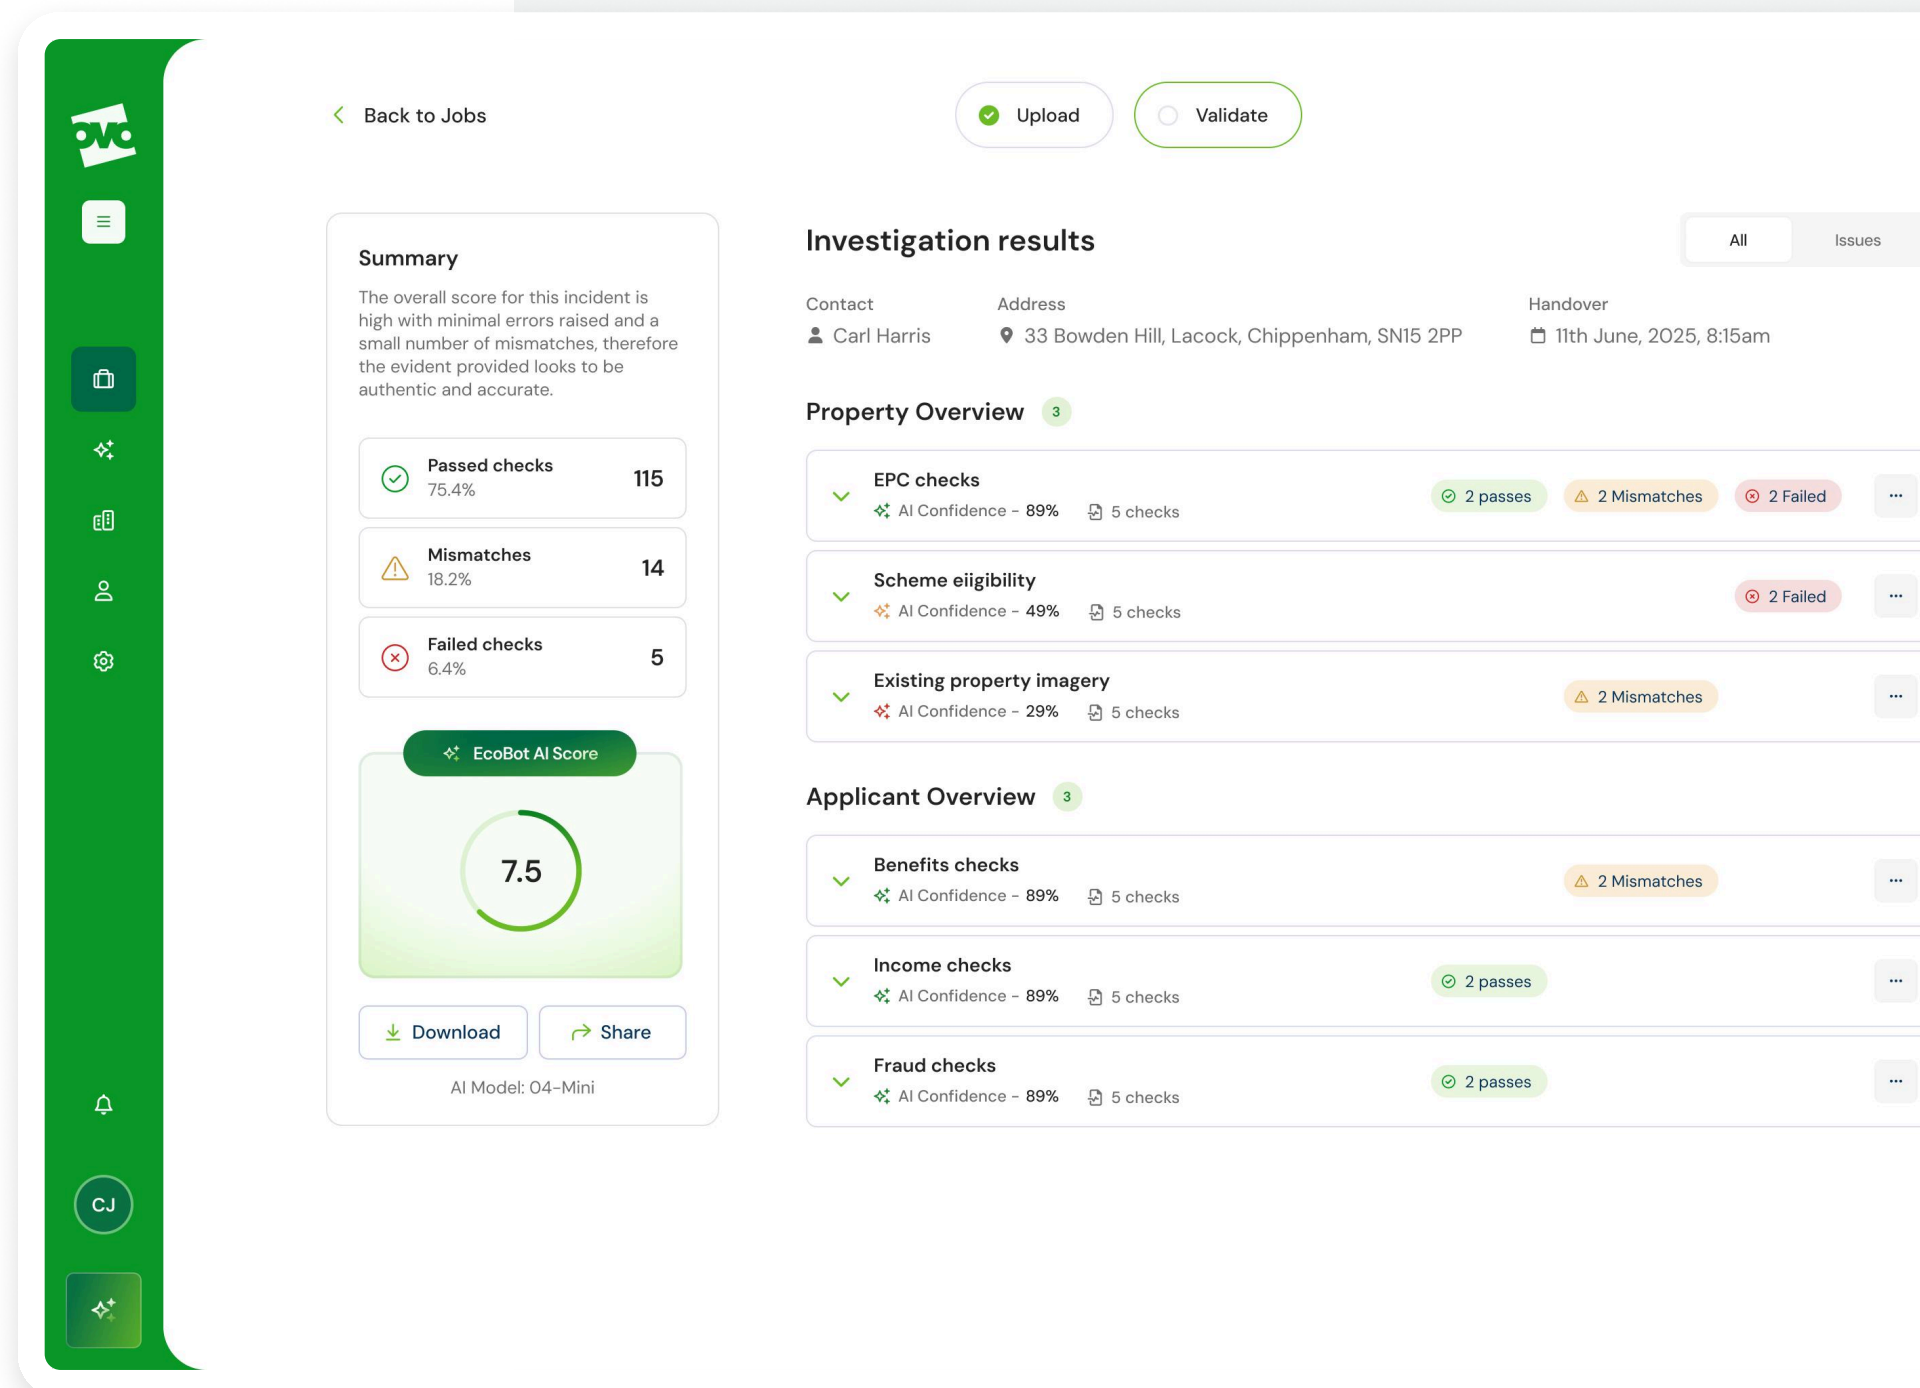 ovo
Back to Jobs
Upload
Validate
Summary
The overall score for this incident is
high with minimal errors raised and a
small number of mismatches, therefore
the evident provided looks to be
authentic and accurate.
Passed checks
75.4%
115
Mismatches
18.2%
14
Failed checks
6.4%
5
EcoBot AI Score
7.5
Download
Share
AI Model: 04-Mini
Investigation results
All
Issues
Contact
Carl Harris
Address
33 Bowden Hill, Lacock, Chippenham, SN15 2PP
Handover
11th June, 2025, 8:15am
Property Overview 3
EPC checks
AI Confidence - 89% 5 checks
2 passes
2 Mismatches
2 Failed
Scheme eiigibility
AI Confidence - 49% 5 checks
2 Failed
Existing property imagery
AI Confidence - 29% 5 checks
2 Mismatches
Applicant Overview 3
Benefits checks
AI Confidence - 89% 5 checks
2 Mismatches
Income checks
AI Confidence - 89% 5 checks
2 passes
Fraud checks
AI Confidence - 89% 5 checks
2 passes
CJ